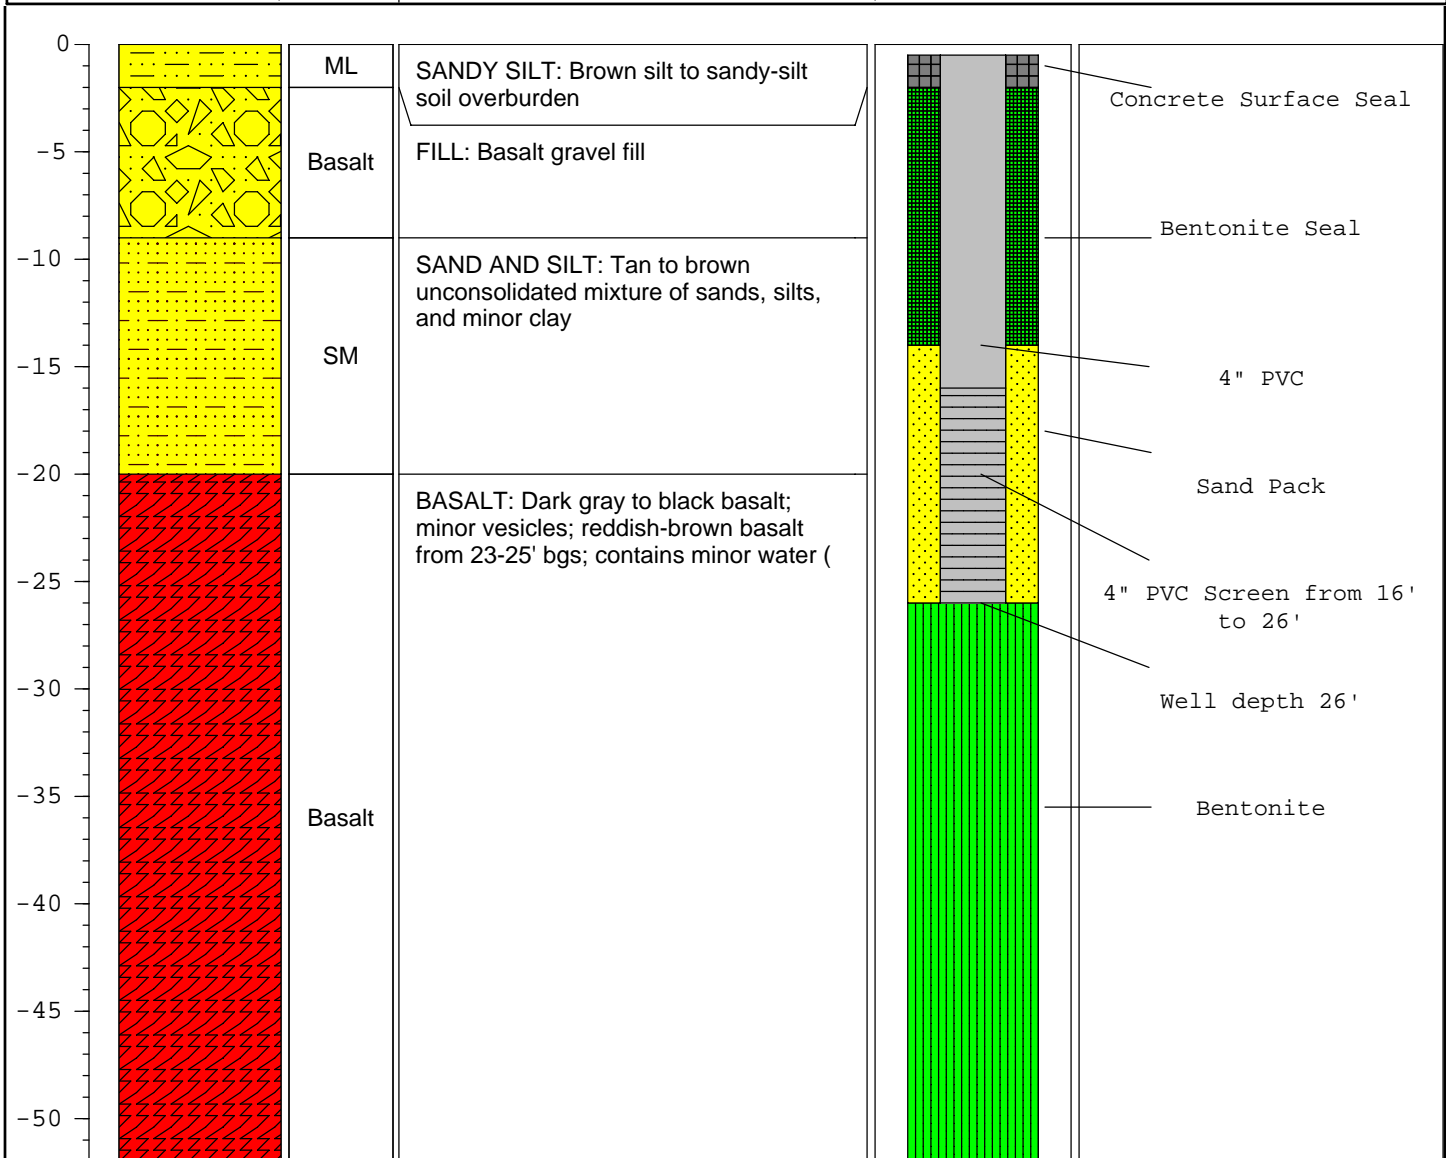 0
-5
-10
-15
-20
-25
-30
-35
-40
-45
-50
ML
Basalt
SM
Basalt
SANDY SILT: Brown silt to sandy-silt
soil overburden
FILL: Basalt gravel fill
SAND AND SILT: Tan to brown
unconsolidated mixture of sands, silts,
and minor clay
BASALT: Dark gray to black basalt;
minor vesicles; reddish-brown basalt
from 23-25' bgs; contains minor water (
Concrete Surface Seal
Bentonite Seal
4" PVC
Sand Pack
4" PVC Screen from 16'
to 26'
Well depth 26'
Bentonite